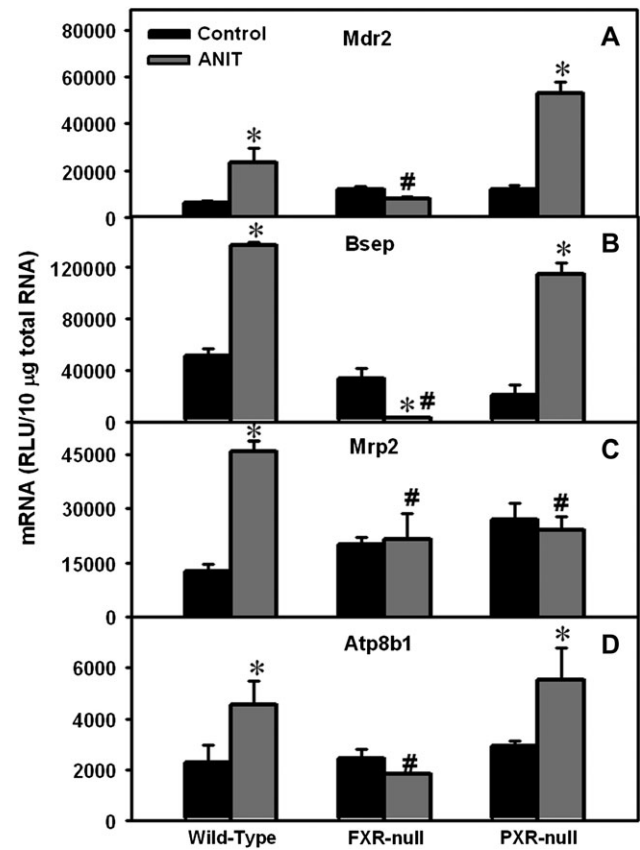 mRNA (RLU/10 µg total RNA)
Control
ANIT
Mdr2
A
80000
60000
40000
20000
0
*
#
*
Bsep
B
120000
80000
40000
0
*
* #
*
Mrp2
C
45000
30000
15000
0
*
#
#
Atp8b1
D
6000
4000
2000
0
*
#
*
Wild-Type FXR-null PXR-null